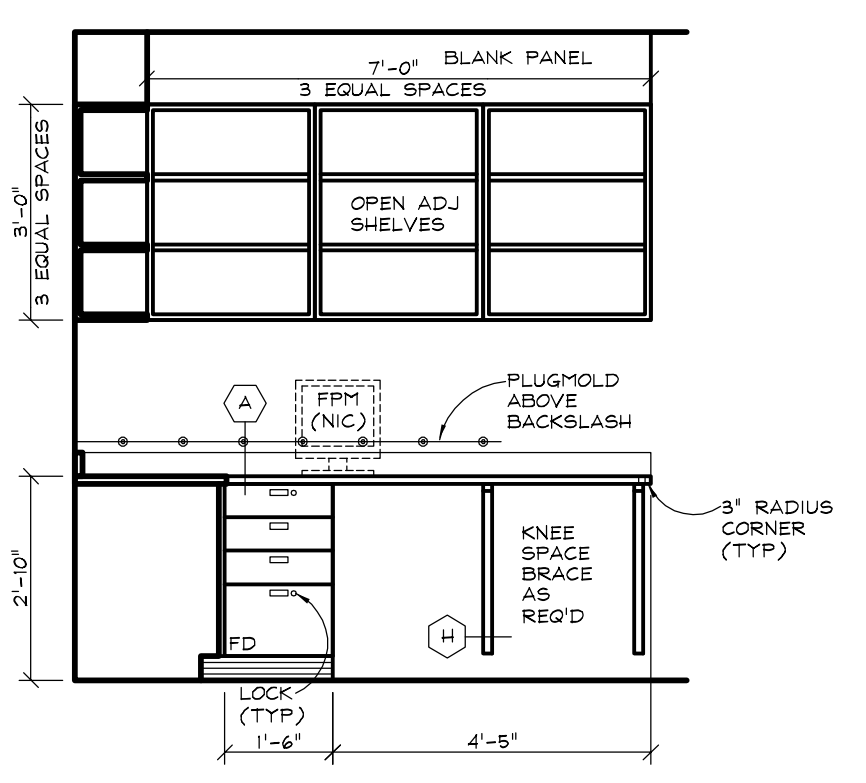 BLANK PANEL
7'-0"
3 EQUAL SPACES
3'-0"
3 EQUAL SPACES
OPEN ADJ
SHELVES
A
FPM
(NIC)
PLUGMOLD
ABOVE
BACKSLASH
3" RADIUS
CORNER
(TYP)
2'-10"
KNEE
SPACE
BRACE
AS
REQ'D
H
FD
LOCK
(TYP)
1'-6"
4'-5"